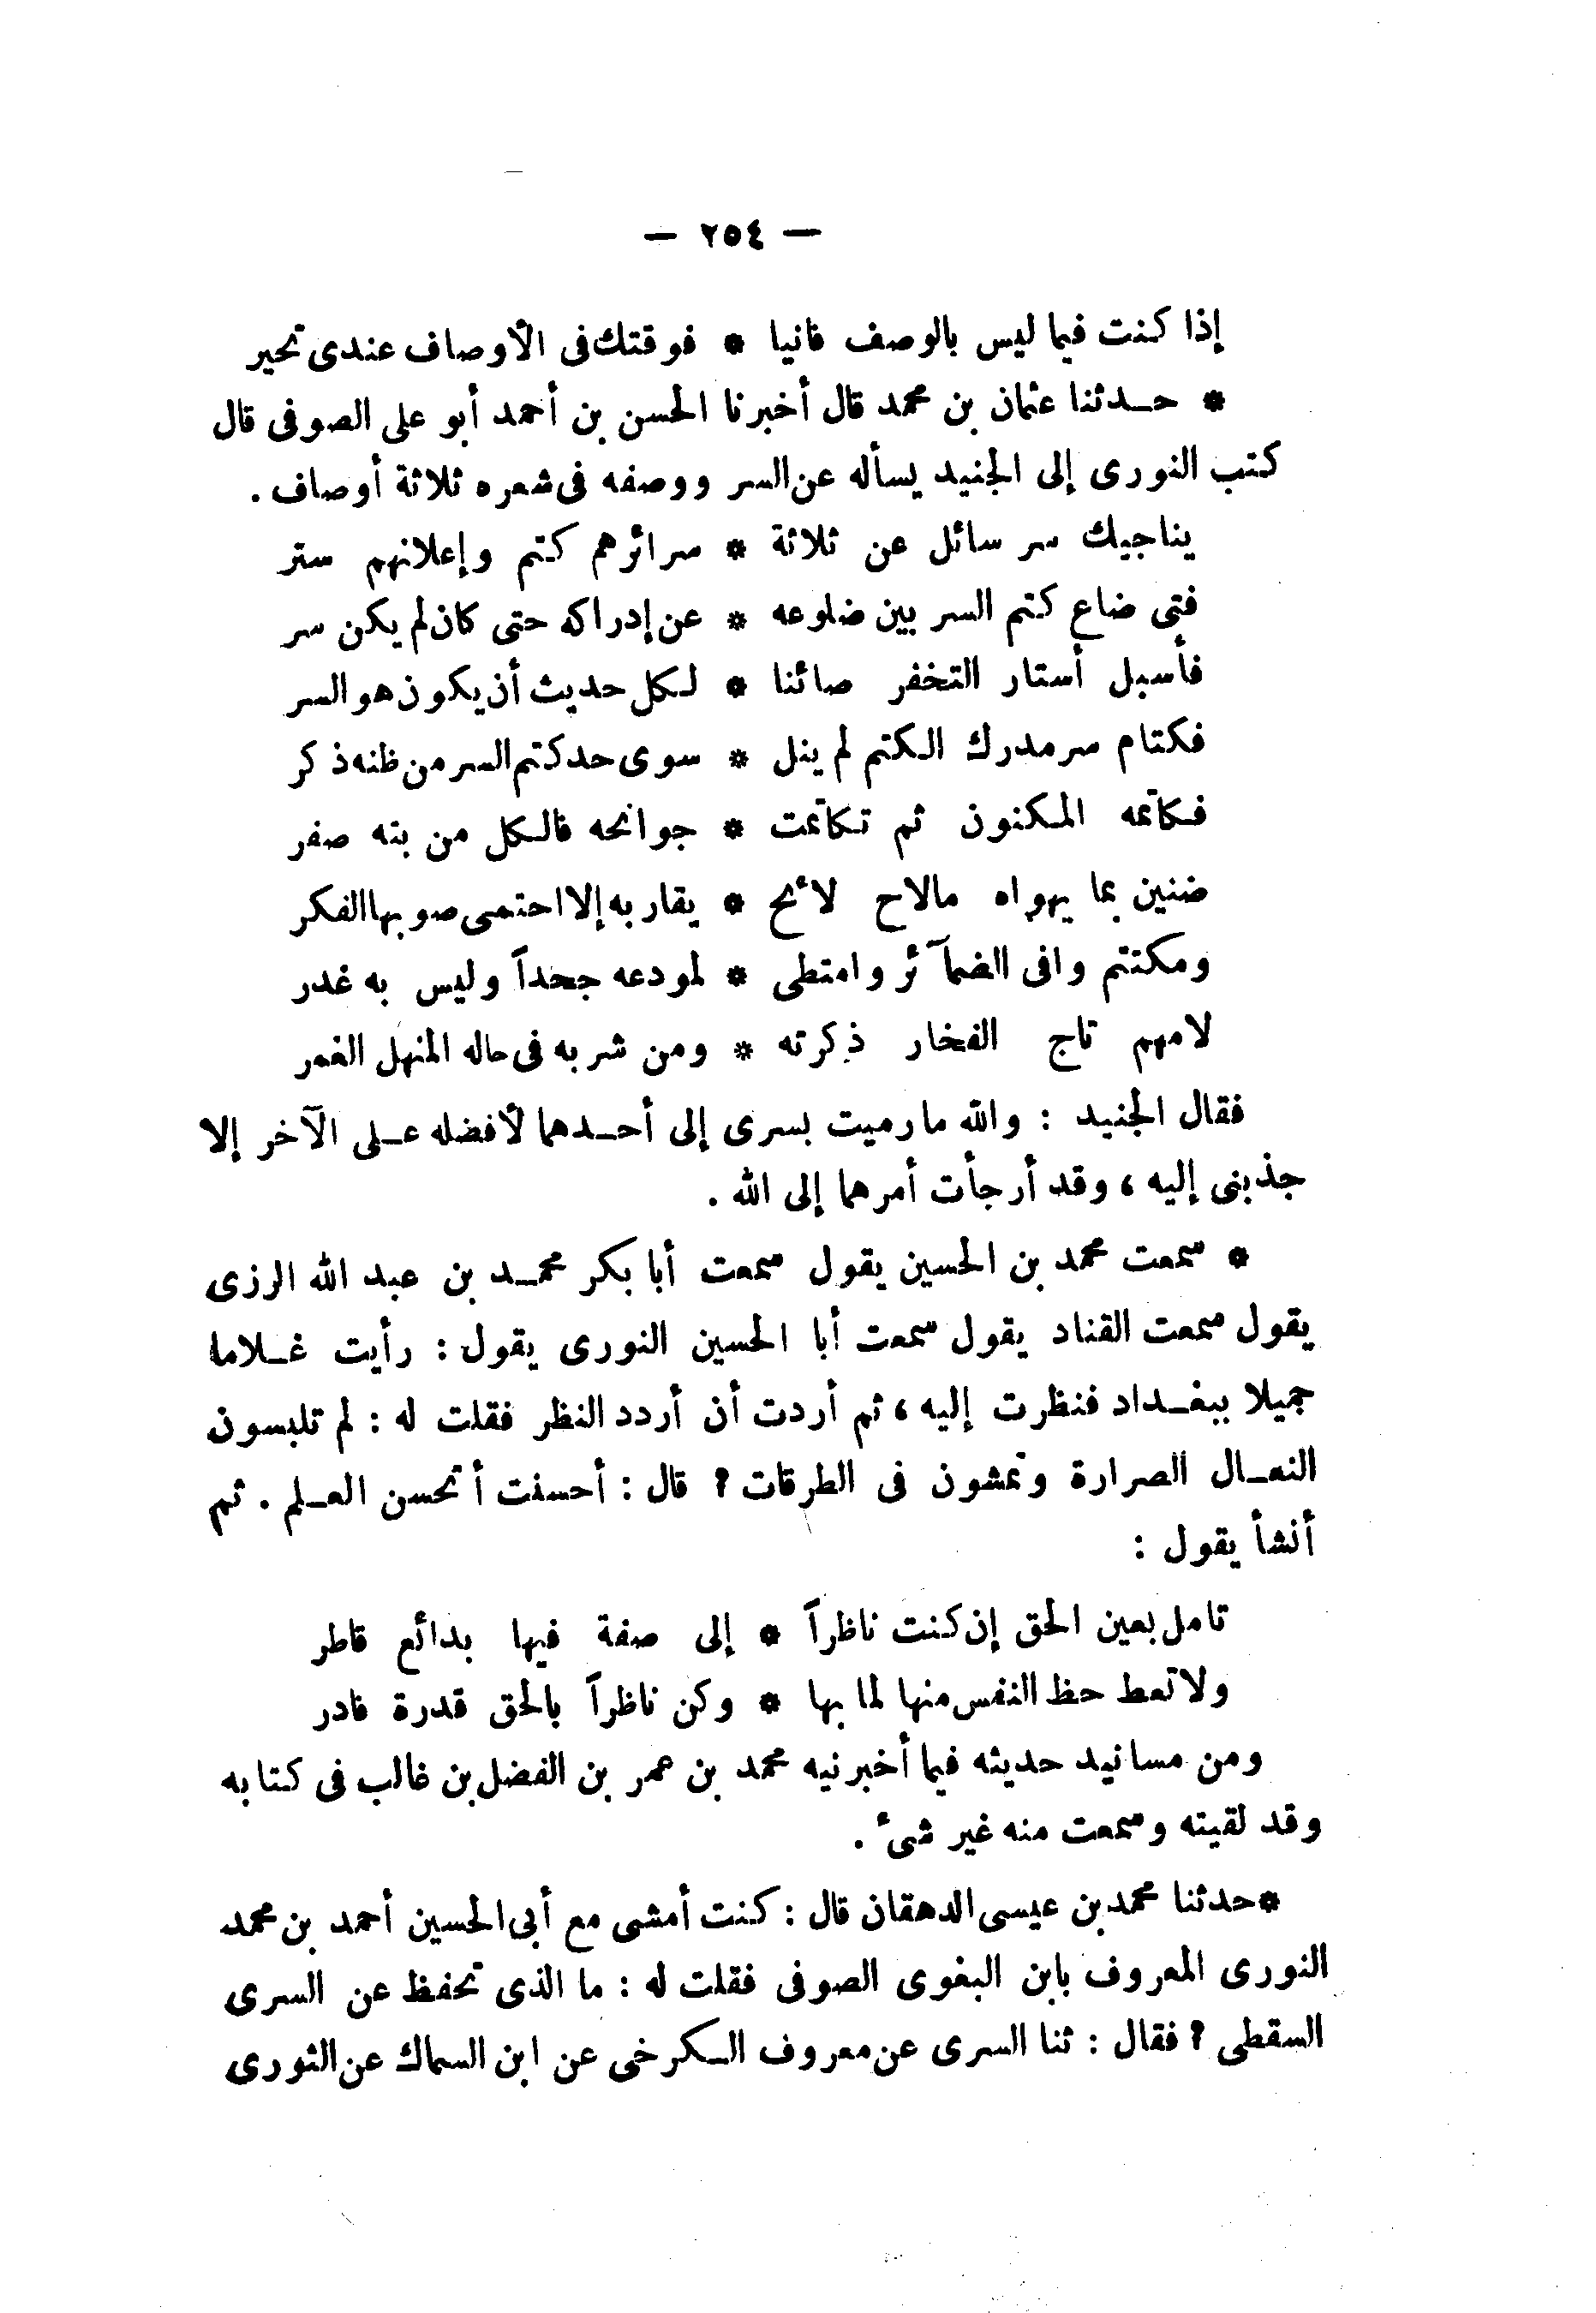 — ٢٥٤ —
إذا كنت فيما ليس بالوصف فانيا * فوقتك فى الأوصاف عندى تحير
* حـدثنا عثمان بن محمد قال أخبرنا الحسن بن أحمد أبو على الصوفى قال
كتب النورى إلى الجنيد يسأله عن السر ووصفه فى شعره ثلاثة أوصاف .
يناجيك سر سائل عن ثلاثة * سرائرهم كتم وإعلانهم ستر
فتى ضاع كتم السر بين ضلوعه * عن إدراكه حتى كان لم يكن سر
فأسبل أستار التخفر صائنا * لكل حديث أن يكون هو السر
فكتام سر مدرك الكتم لم ينل * سوى حد كتم السر من ظنه ذكر
فكاتمه المكنون ثم تكاتمت * جوانحه فالكل من بثه صفر
ضنين بما يهواه مالاح لائح * يقاربه إلا احتمى صوبها الفكر
ومكتتم وافى الضمآئر وامتطى * لمودعه جحداً وليس به غدر
لامهم تاج الفخار ذكرته * ومن شربه فى حاله المنهل الغمر
فقال الجنيد : والله مارميت بسرى إلى أحـدهما لأفضله عـلى الآخر إلا
جذبنى إليه ، وقد أرجأت أمرهما إلى الله .
* سمعت محمد بن الحسين يقول سمعت أبا بكر محمـد بن عبد الله الرزى
يقول سمعت القناد يقول سمعت أبا الحسين النورى يقول : رأيت غـلاما
جميلا ببغـداد فنظرت إليه ، ثم أردت أن أردد النظر فقلت له : لم تلبسون
النعـال الصرارة وتمشون فى الطرقات ؟ قال : أحسنت أتحسن العـلم . ثم
أنشأ يقول :
تامل بعين الحق إن كنت ناظراً * إلى صفة فيها بدائع فاطر
ولا تعط حظ النفس منها لما بها * وكن ناظراً بالحق قدرة قادر
ومن مسانيد حديثه فيما أخبرنيه محمد بن عمر بن الفضل بن غالب فى كتابه
وقد لقيته وسمعت منه غير شىء .
* حدثنا محمد بن عيسى الدهقان قال : كنت أمشى مع أبى الحسين أحمد بن محمد
النورى المعروف بابن البغوى الصوفى فقلت له : ما الذى تحفظ عن السرى
السقطى ؟ فقال : ثنا السرى عن معروف الـكرخى عن ابن السماك عن الثورى